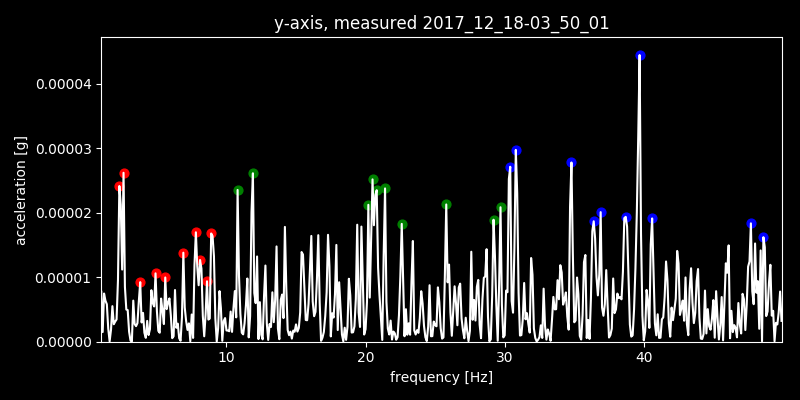 y-axis, measured 2017_12_18-03_50_01
0.00004
0.00003
0.00002
0.00001
0.00000
acceleration [g]
10 20 30 40
frequency [Hz]